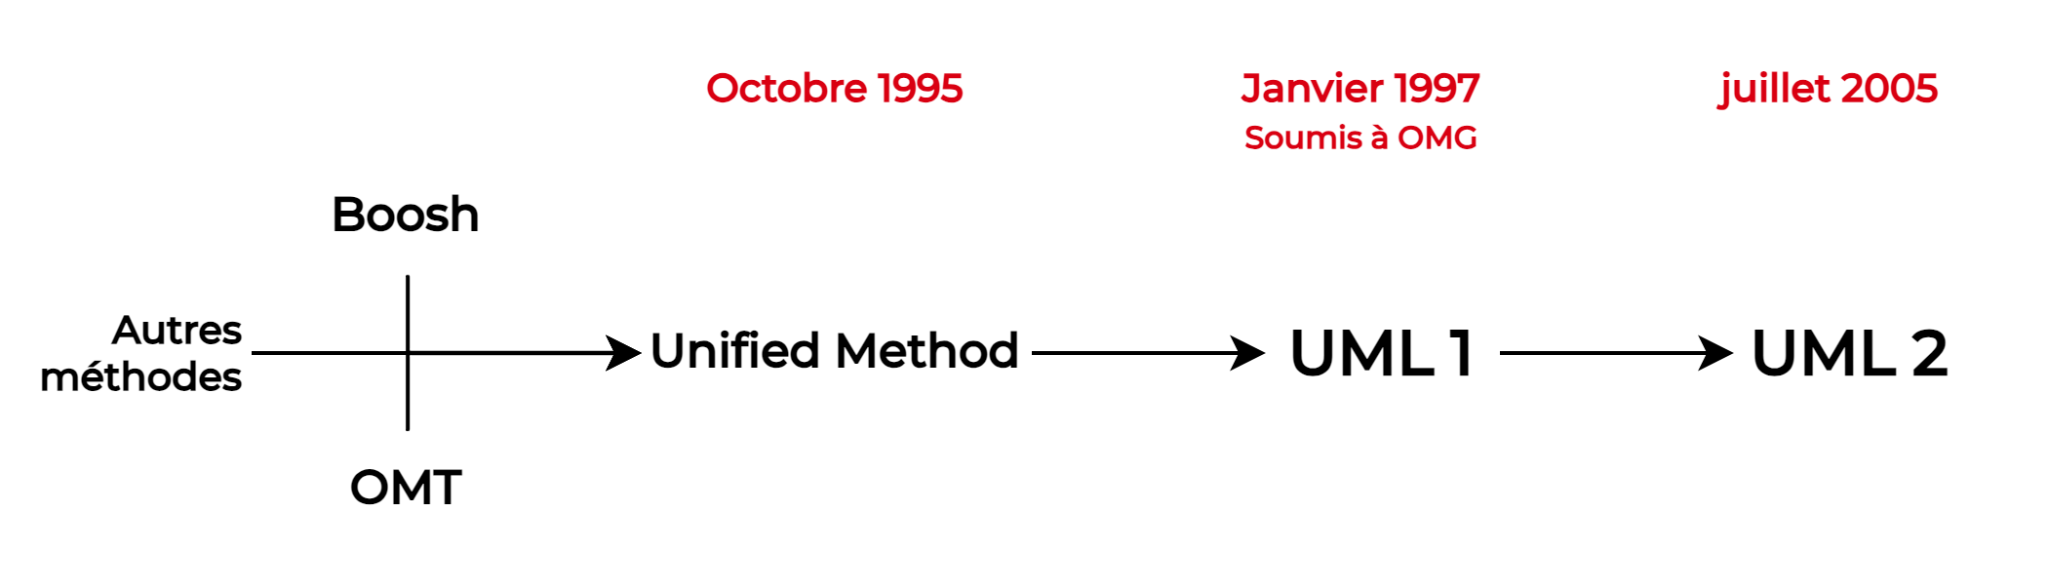 Octobre 1995
Janvier 1997
Soumis à OMG
juillet 2005
Boosh
Autres
méthodes
OMT
Unified Method
UML 1
UML 2